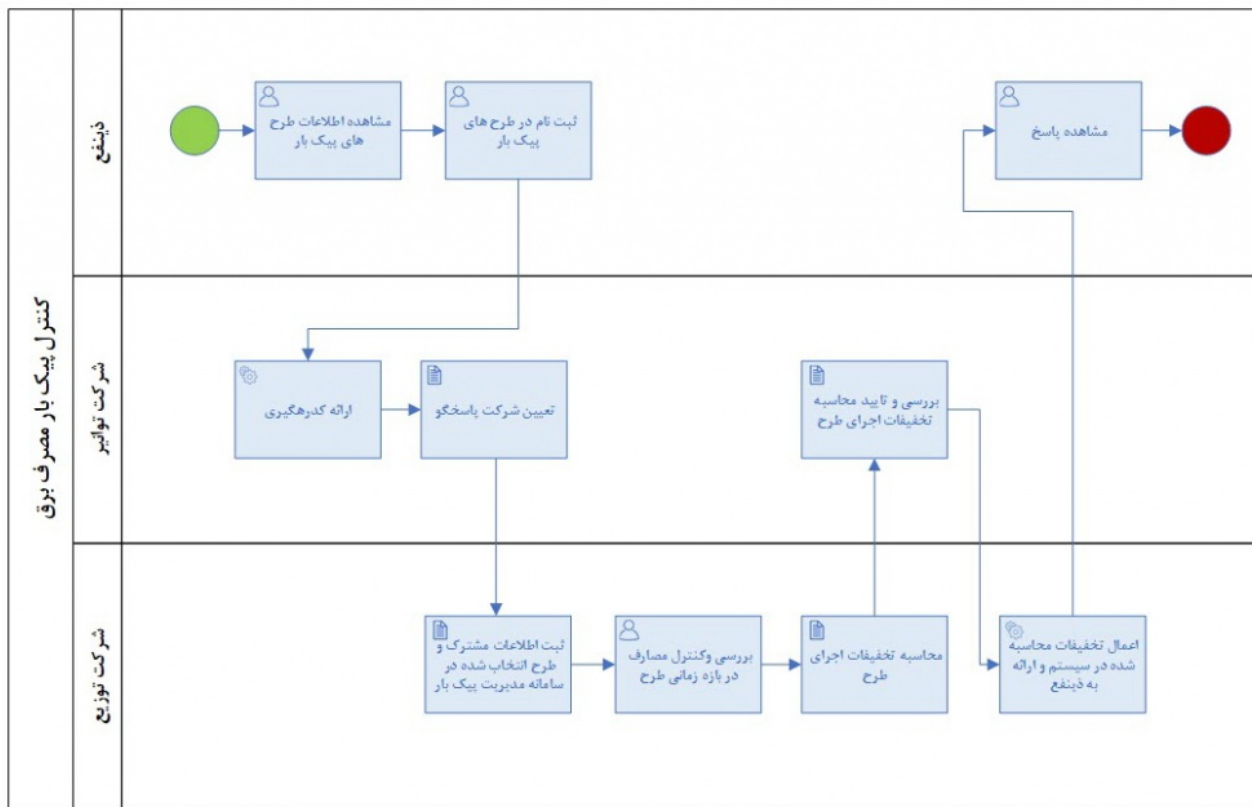 کنترل پیک بار مصرف برق
ذینفع
مشاهده اطلاعات طرح
های پیک بار
ثبت نام در طرح های
پیک بار
مشاهده پاسخ
شرکت توانیر
ارائه کدرهگیری
تعیین شرکت پاسخگو
بررسی و تایید محاسبه
تخفیفات اجرای طرح
شرکت توزیع
ثبت اطلاعات مشترک و
طرح انتخاب شده در
سامانه مدیریت پیک بار
بررسی وکنترل مصارف
در بازه زمانی طرح
محاسبه تخفیفات اجرای
طرح
اعمال تخفیفات محاسبه
شده در سیستم و ارائه
به ذینفع